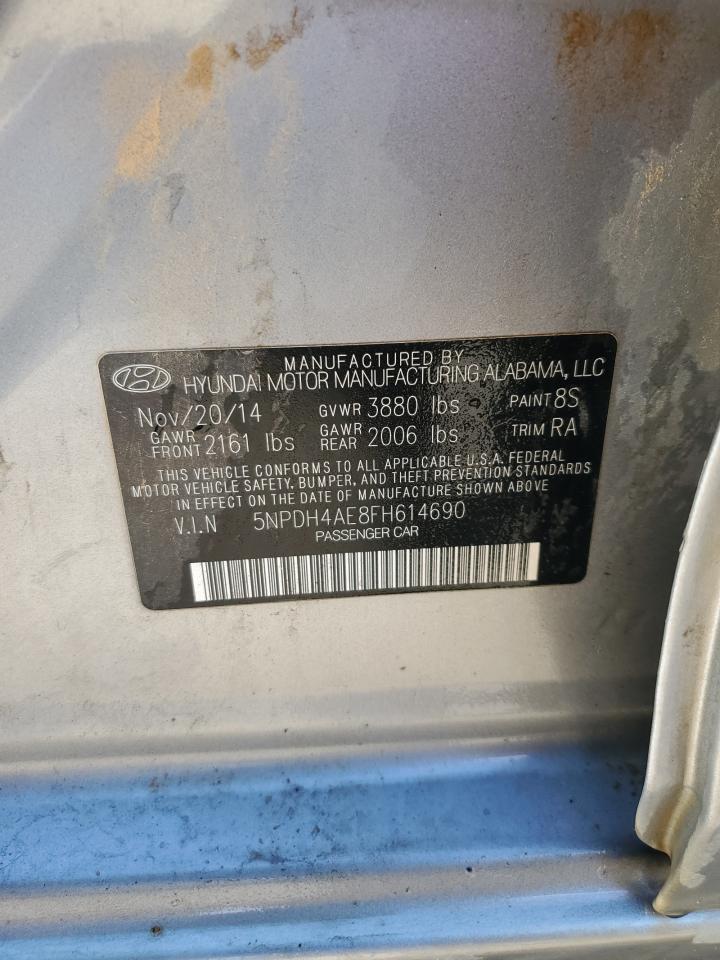 MANUFACTURED BY
HYUNDAI MOTOR MANUFACTURING ALABAMA, LLC
Nov/20/14 GVWR 3880 lbs PAINT 8S
GAWR FRONT 2161 lbs GAWR REAR 2006 lbs TRIM RA
THIS VEHICLE CONFORMS TO ALL APPLICABLE U.S.A. FEDERAL
MOTOR VEHICLE SAFETY, BUMPER, AND THEFT PREVENTION STANDARDS
IN EFFECT ON THE DATE OF MANUFACTURE SHOWN ABOVE
V.I.N 5NPDH4AE8FH614690
PASSENGER CAR